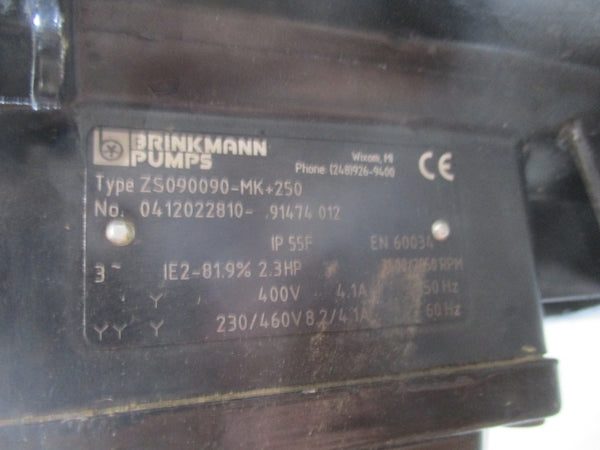 BRINKMANN
PUMPS
Wixom, MI
Phone (248)926-9400
CE
Type ZS090090-MK+250
No. 0412022810- .91474 012
IP 55F EN 60034
3~ IE2-81.9% 2.3HP RPM
Y 400V 4.1A 50 Hz
YY Y 230/460V 8.2/4.1A 60 Hz